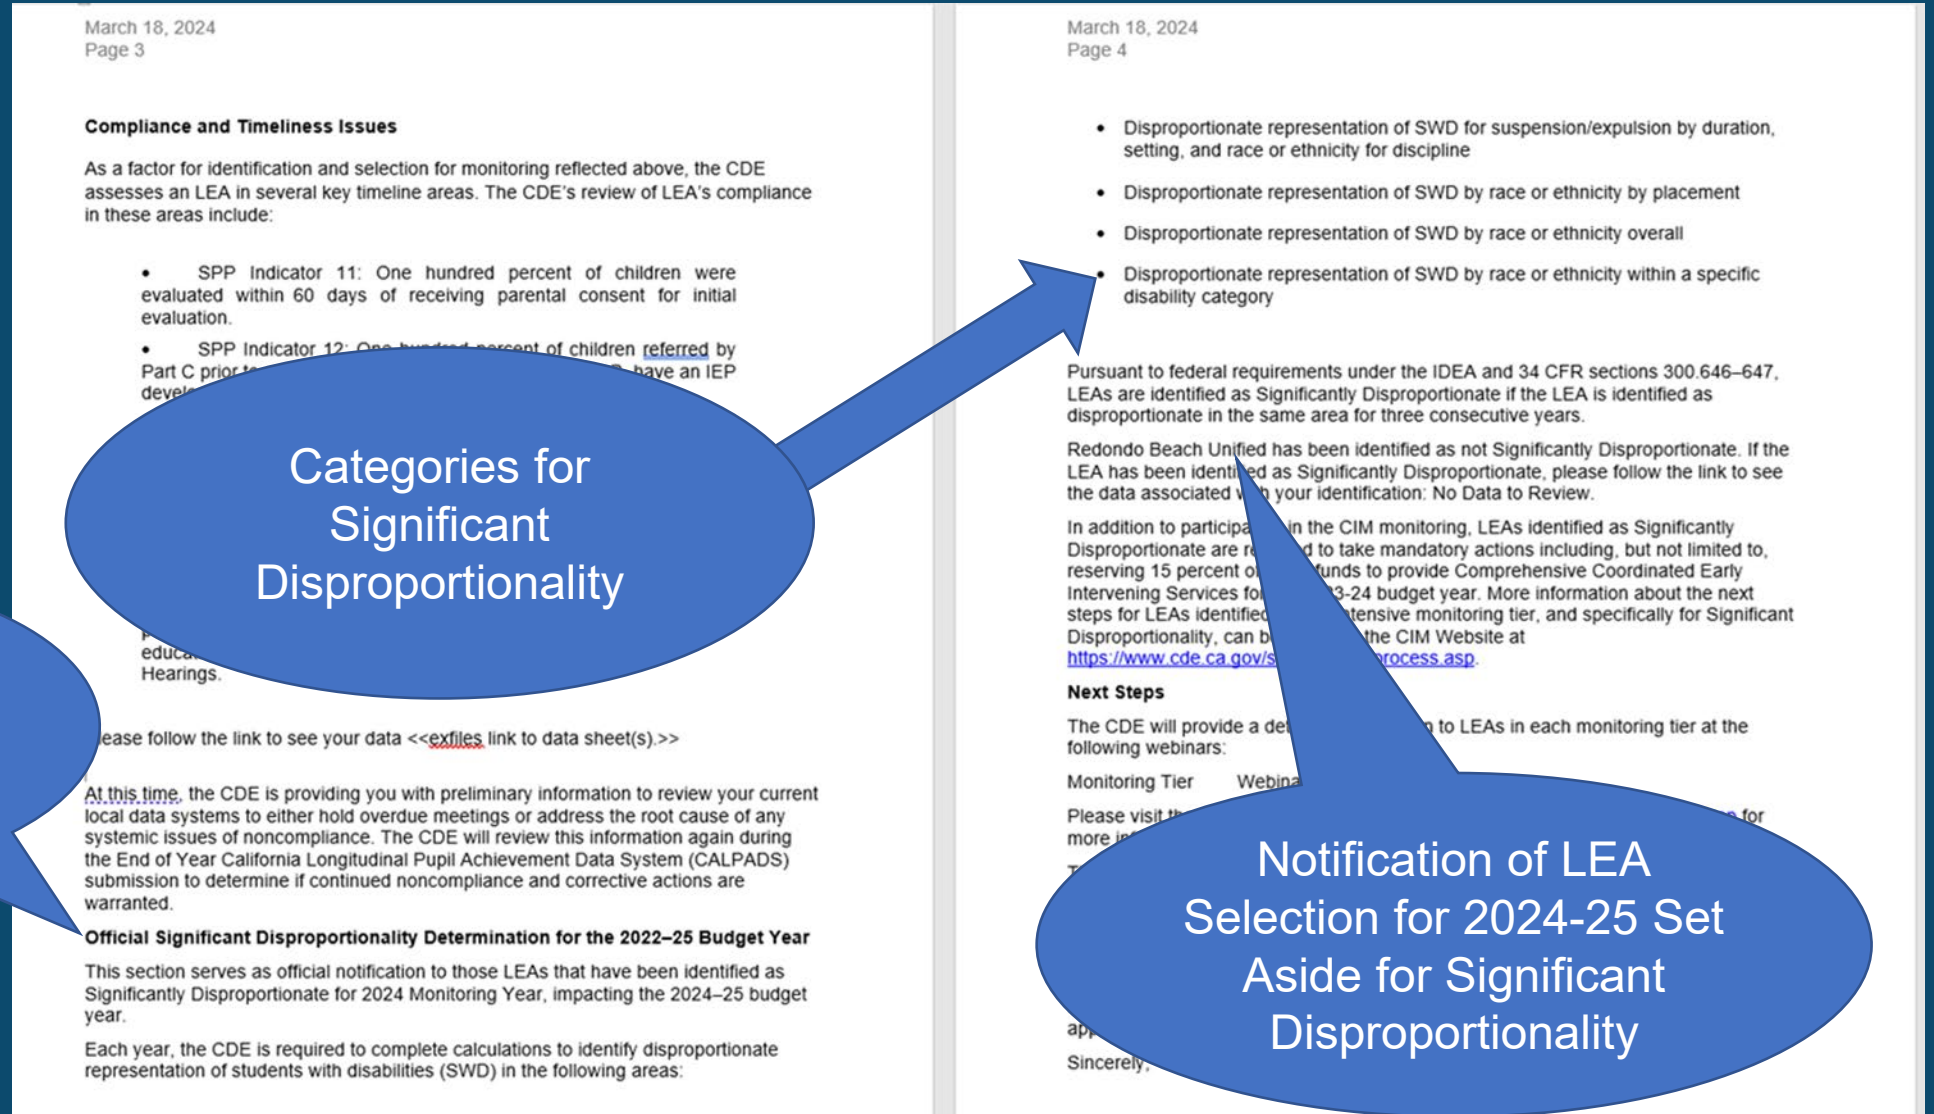 March 18, 2024
Page 3
Compliance and Timeliness Issues
As a factor for identification and selection for monitoring reflected above, the CDE
assesses an LEA in several key timeline areas. The CDE's review of LEA's compliance
in these areas include:
• SPP Indicator 11: One hundred percent of children were
evaluated within 60 days of receiving parental consent for initial
evaluation.
• SPP Indicator 12: One hundred percent of children referred by
Part C prior have an IEP
Hearings.
Please follow the link to see your data <<exfiles link to data sheet(s).>>
At this time, the CDE is providing you with preliminary information to review your current
local data systems to either hold overdue meetings or address the root cause of any
systemic issues of noncompliance. The CDE will review this information again during
the End of Year California Longitudinal Pupil Achievement Data System (CALPADS)
submission to determine if continued noncompliance and corrective actions are
warranted.
Official Significant Disproportionality Determination for the 2022–25 Budget Year
This section serves as official notification to those LEAs that have been identified as
Significantly Disproportionate for 2024 Monitoring Year, impacting the 2024–25 budget
year.
Each year, the CDE is required to complete calculations to identify disproportionate
representation of students with disabilities (SWD) in the following areas:
Categories for
Significant
Disproportionality
March 18, 2024
Page 4
• Disproportionate representation of SWD for suspension/expulsion by duration,
setting, and race or ethnicity for discipline
• Disproportionate representation of SWD by race or ethnicity by placement
• Disproportionate representation of SWD by race or ethnicity overall
• Disproportionate representation of SWD by race or ethnicity within a specific
disability category
Pursuant to federal requirements under the IDEA and 34 CFR sections 300.646–647,
LEAs are identified as Significantly Disproportionate if the LEA is identified as
disproportionate in the same area for three consecutive years.
Redondo Beach Unified has been identified as not Significantly Disproportionate. If the
LEA has been identified as Significantly Disproportionate, please follow the link to see
the data associated with your identification: No Data to Review.
In addition to in the CIM monitoring, LEAs identified as Significantly
Disproportionate are to take mandatory actions including, but not limited to,
reserving 15 percent funds to provide Comprehensive Coordinated Early
Intervening Services 3-24 budget year. More information about the next
steps for LEAs identified tensive monitoring tier, and specifically for Significant
Disproportionality, can the CIM Website at
https://www.cde.ca.gov/s rocess.asp.
Next Steps
The CDE will provide a to LEAs in each monitoring tier at the
following webinars:
Monitoring Tier
Please visit for
more
Sincerely,
Notification of LEA
Selection for 2024-25 Set
Aside for Significant
Disproportionality